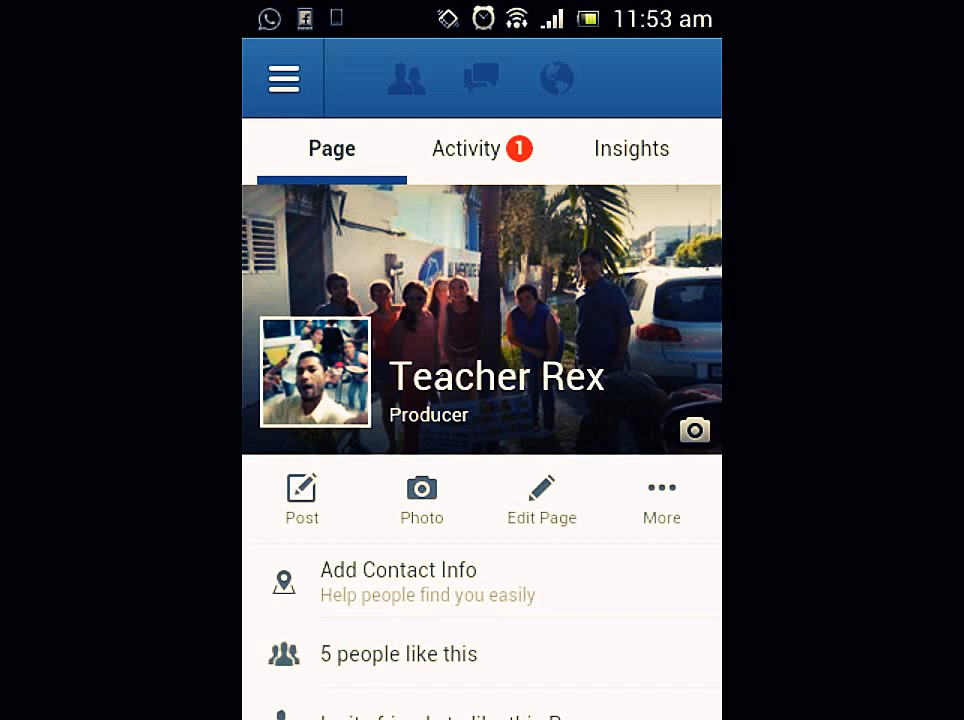 11:53 am
Page
Activity 1
Insights
Teacher Rex
Producer
Post
Photo
Edit Page
More
Add Contact Info
Help people find you easily
5 people like this